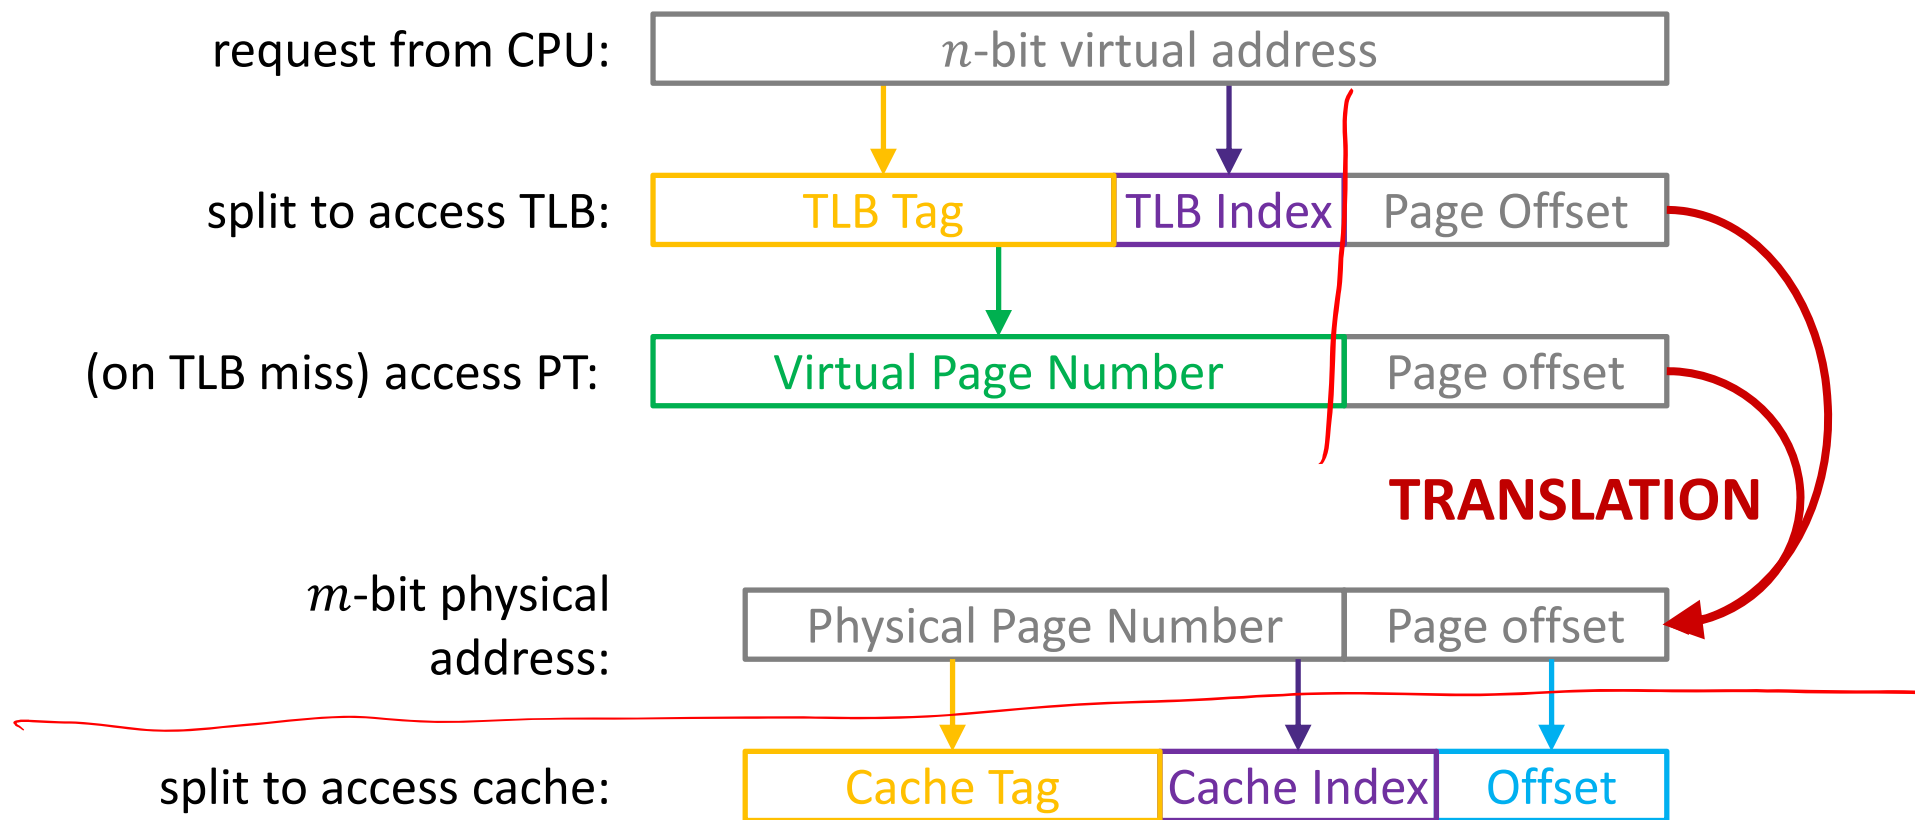 request from CPU: n-bit virtual address
split to access TLB: TLB Tag TLB Index Page Offset
(on TLB miss) access PT: Virtual Page Number Page offset
TRANSLATION
m-bit physical
address: Physical Page Number Page offset
split to access cache: Cache Tag Cache Index Offset